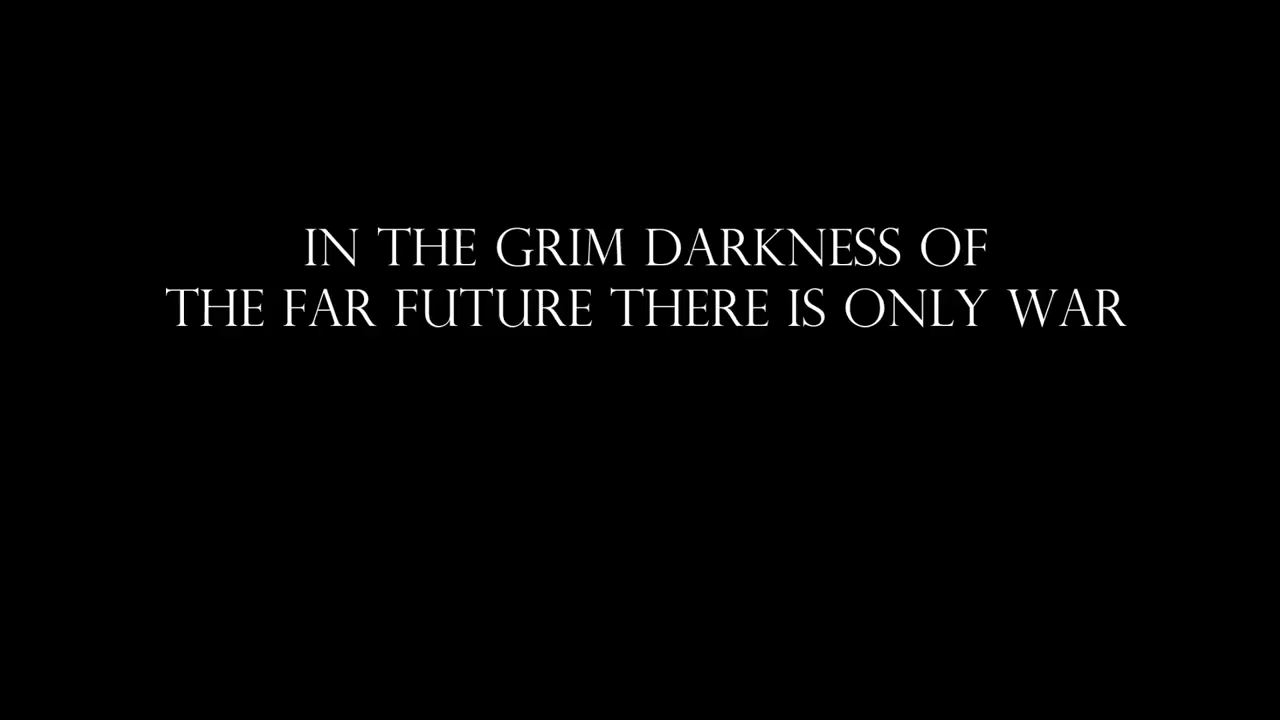 IN THE GRIM DARKNESS OF
THE FAR FUTURE THERE IS ONLY WAR